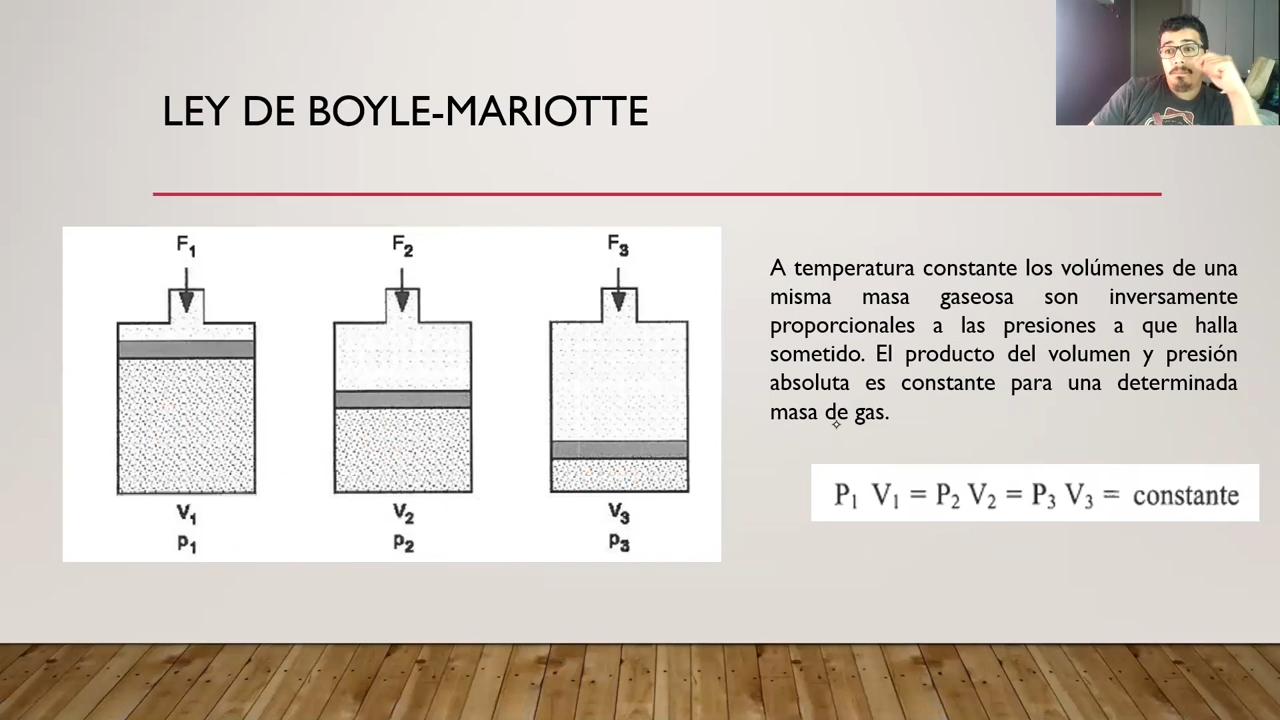 LEY DE BOYLE-MARIOTTE
F₁ F₂ F₃
V₁ V₂ V₃
p₁ p₂ p₃
A temperatura constante los volúmenes de una
misma masa gaseosa son inversamente
proporcionales a las presiones a que halla
sometido. El producto del volumen y presión
absoluta es constante para una determinada
masa de gas.
P₁ V₁ = P₂ V₂ = P₃ V₃ = constante